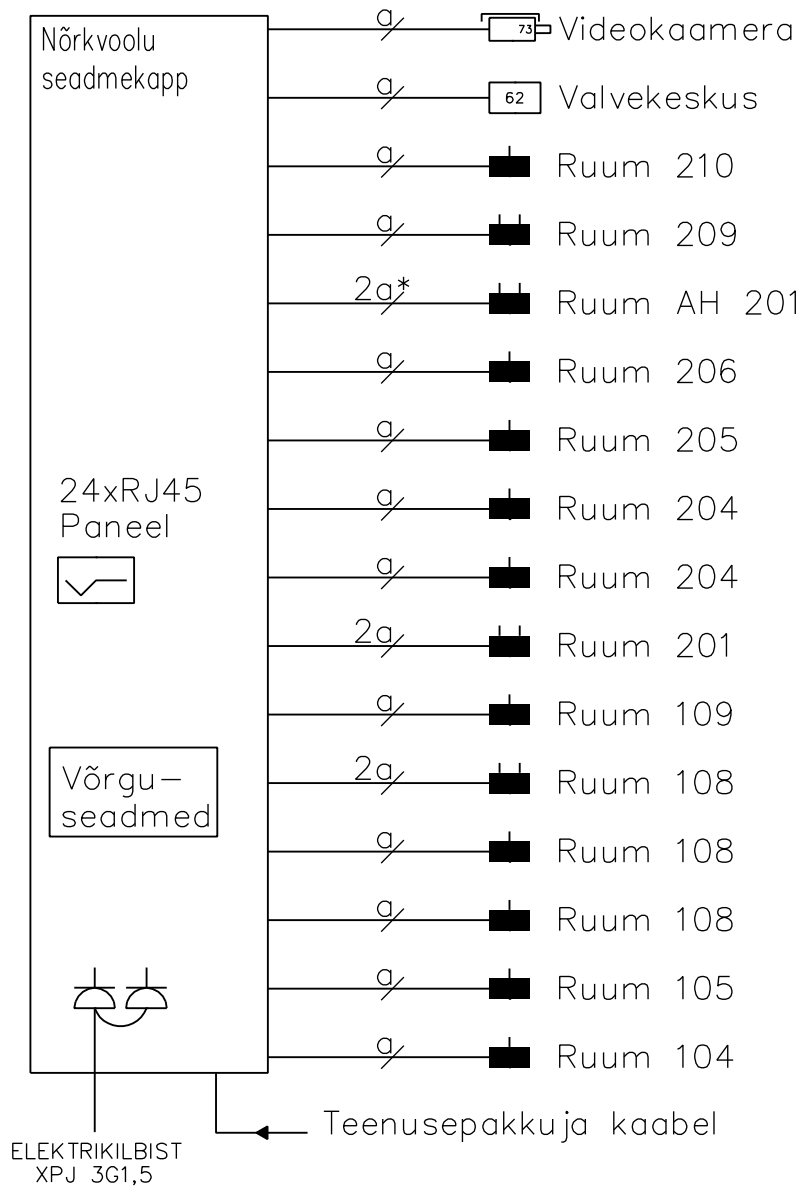 Nõrkvoolu
seadmekapp
a
73
Videokaamera
a
62
Valvekeskus
a
Ruum 210
a
Ruum 209
2a*
Ruum AH 201
a
Ruum 206
a
Ruum 205
24xRJ45
Paneel
a
Ruum 204
a
Ruum 204
2a
Ruum 201
a
Ruum 109
Võrgu-
seadmed
2a
Ruum 108
a
Ruum 108
a
Ruum 108
a
Ruum 105
a
Ruum 104
Teenusepakkuja kaabel
ELEKTRIKILBIST
XPJ 3G1,5